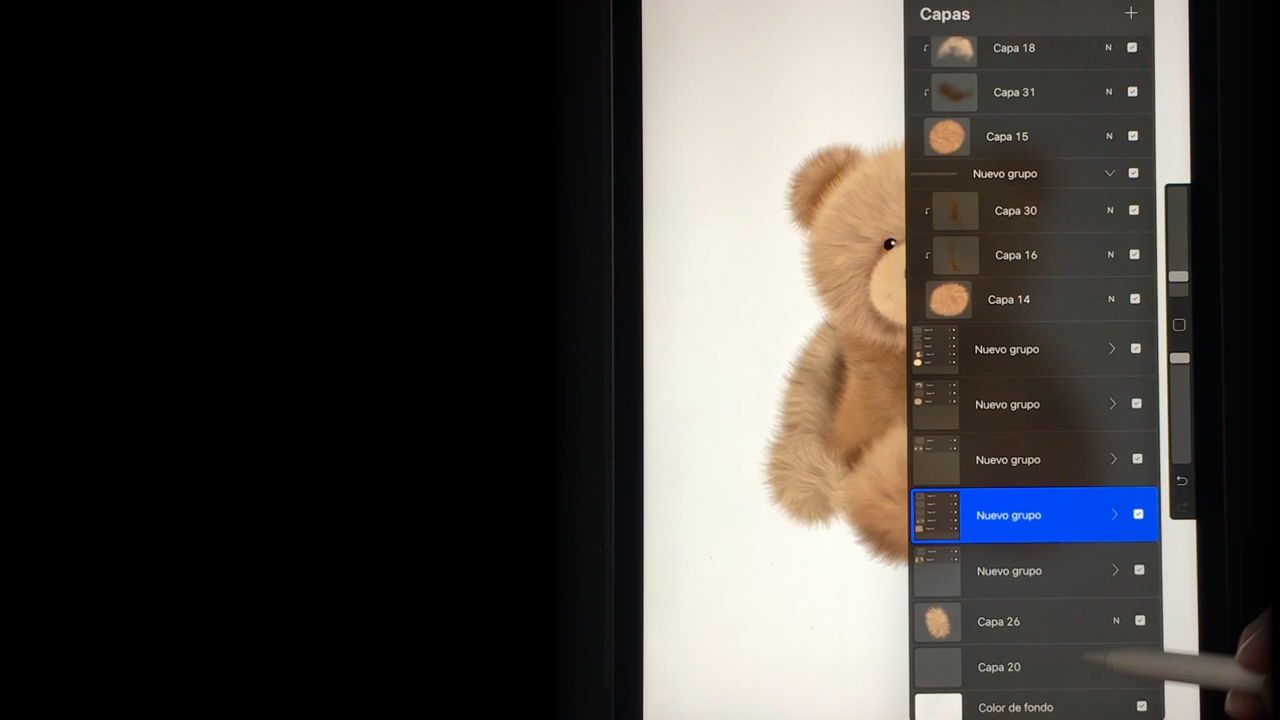 Capas
Capa 18 N
Capa 31 N
Capa 15 N
Nuevo grupo
Capa 30 N
Capa 16 N
Capa 14 N
Nuevo grupo
Nuevo grupo
Nuevo grupo
Nuevo grupo
Nuevo grupo
Capa 26 N
Capa 20
Color de fondo